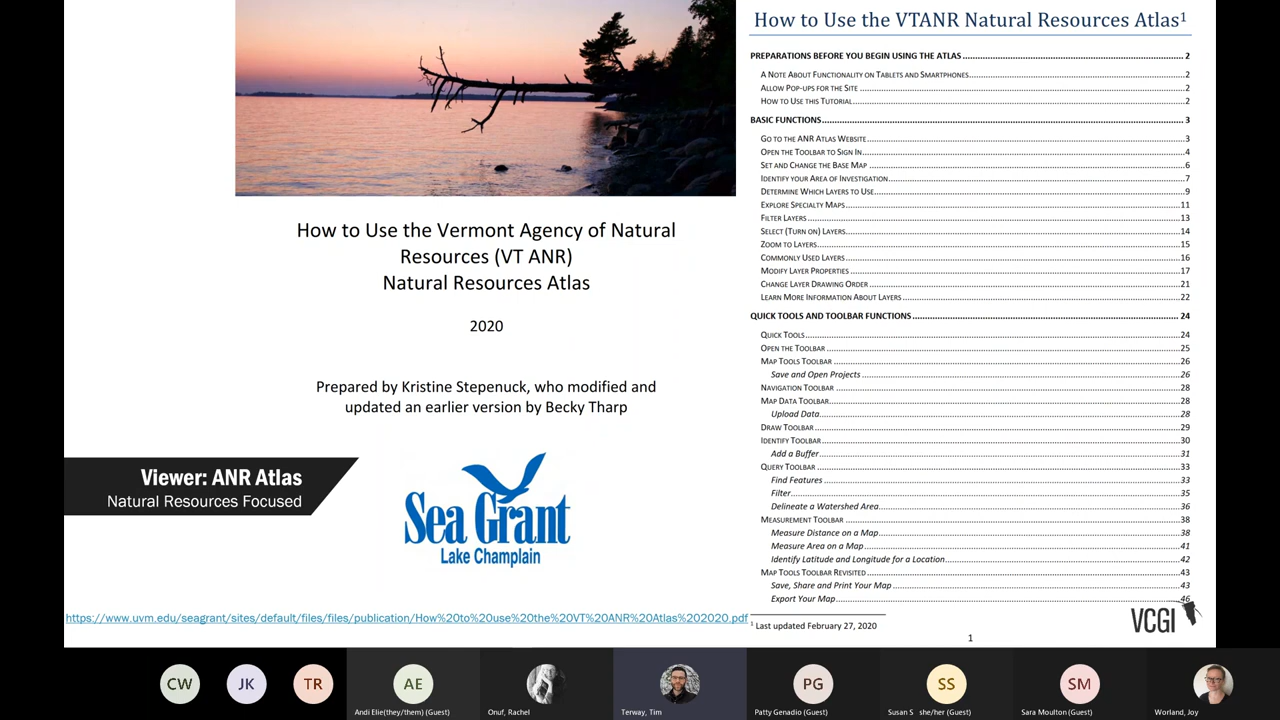 How to Use the Vermont Agency of Natural
Resources (VT ANR)
Natural Resources Atlas
2020
Prepared by Kristine Stepenuck, who modified and
updated an earlier version by Becky Tharp
Viewer: ANR Atlas
Natural Resources Focused
Sea Grant
Lake Champlain
https://www.uvm.edu/seagrant/sites/default/files/files/publication/How%20to%20use%20the%20VT%20ANR%20Atlas%202020.pdf
How to Use the VTANR Natural Resources Atlas1
PREPARATIONS BEFORE YOU BEGIN USING THE ATLAS 2
A NOTE ABOUT FUNCTIONALITY ON TABLETS AND SMARTPHONES 2
ALLOW POP-UPS FOR THE SITE 2
HOW TO USE THIS TUTORIAL 2
BASIC FUNCTIONS 3
GO TO THE ANR ATLAS WEBSITE 3
OPEN THE TOOLBAR TO SIGN IN 4
SET AND CHANGE THE BASE MAP 6
IDENTIFY YOUR AREA OF INVESTIGATION 7
DETERMINE WHICH LAYERS TO USE 9
EXPLORE SPECIALTY MAPS 11
FILTER LAYERS 13
SELECT (TURN ON) LAYERS 14
ZOOM TO LAYERS 15
COMMONLY USED LAYERS 16
MODIFY LAYER PROPERTIES 17
CHANGE LAYER DRAWING ORDER 21
LEARN MORE INFORMATION ABOUT LAYERS 22
QUICK TOOLS AND TOOLBAR FUNCTIONS 24
QUICK TOOLS 24
OPEN THE TOOLBAR 25
MAP TOOLS TOOLBAR 26
Save and Open Projects 26
NAVIGATION TOOLBAR 28
MAP DATA TOOLBAR 28
Upload Data 28
DRAW TOOLBAR 29
IDENTIFY TOOLBAR 30
Add a Buffer 31
QUERY TOOLBAR 33
Find Features 33
Filter 35
Delineate a Watershed Area 36
MEASUREMENT TOOLBAR 38
Measure Distance on a Map 38
Measure Area on a Map 41
Identify Latitude and Longitude for a Location 42
MAP TOOLS TOOLBAR REVISITED 43
Save, Share and Print Your Map 43
Export Your Map 46
1 Last updated February 27, 2020
1
VCGI
CW
JK
TR
AE
PG
SS
SM
Andi Elie(they/them) (Guest)
Onuf, Rachel
Terway, Tim
Patty Genadio (Guest)
Susan S she/her (Guest)
Sara Moulton (Guest)
Worland, Joy